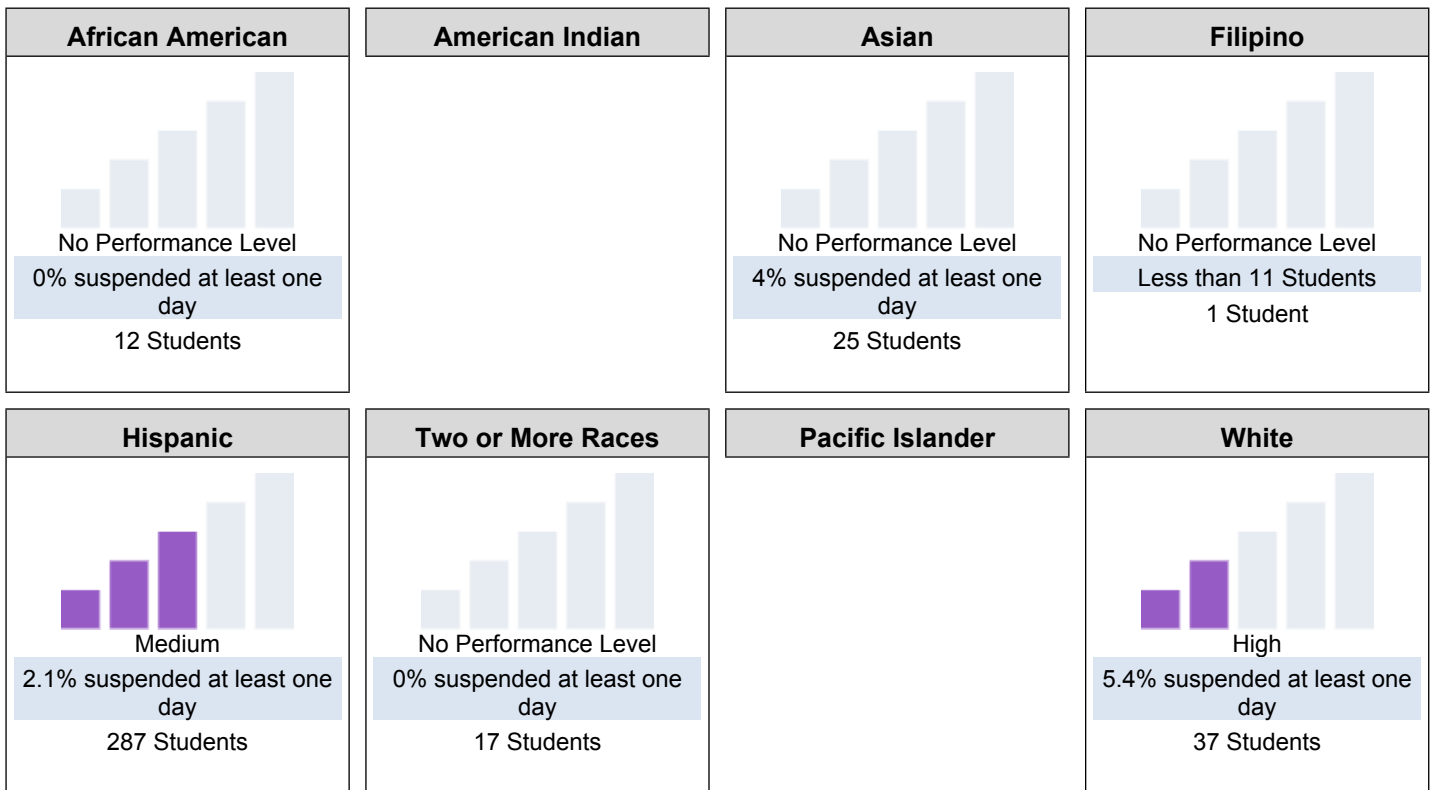 African American
American Indian
Asian
Filipino
No Performance Level
0% suspended at least one
day
12 Students
No Performance Level
4% suspended at least one
day
25 Students
No Performance Level
Less than 11 Students
1 Student
Hispanic
Two or More Races
Pacific Islander
White
Medium
2.1% suspended at least one
day
287 Students
No Performance Level
0% suspended at least one
day
17 Students
High
5.4% suspended at least one
day
37 Students